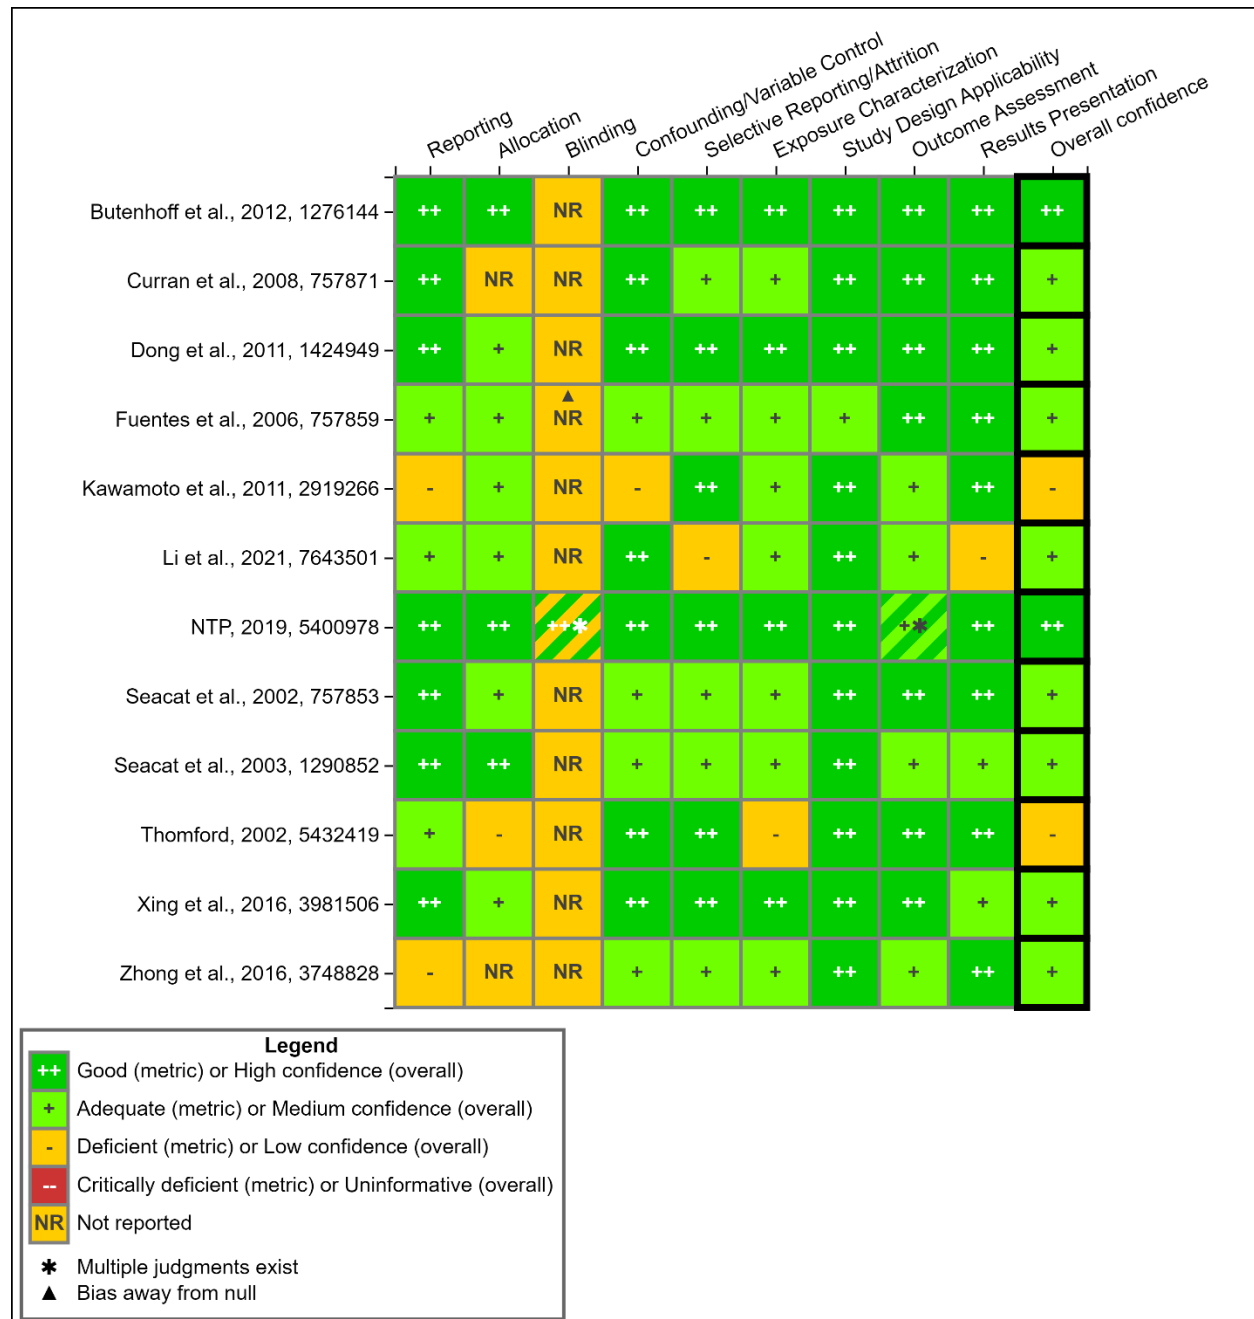 Reporting
Allocation
Blinding
Confounding/Variable Control
Selective Reporting/Attrition
Exposure Characterization
Study Design Applicability
Outcome Assessment
Results Presentation
Overall confidence
Butenhoff et al., 2012, 1276144 ++ ++ NR ++ ++ ++ ++ ++ ++ ++
Curran et al., 2008, 757871 ++ NR NR ++ + + ++ ++ ++ +
Dong et al., 2011, 1424949 ++ + NR ++ ++ ++ ++ ++ ++ +
Fuentes et al., 2006, 757859 + + ▲ NR + + + + ++ ++ +
Kawamoto et al., 2011, 2919266 - + NR - ++ + ++ + ++ -
Li et al., 2021, 7643501 + + NR ++ - + ++ + - +
NTP, 2019, 5400978 ++ ++ ++✱ ++ ++ ++ ++ +✱ ++ ++
Seacat et al., 2002, 757853 ++ + NR + + + ++ ++ ++ +
Seacat et al., 2003, 1290852 ++ ++ NR + + + ++ + + +
Thomford, 2002, 5432419 + - NR ++ ++ - ++ ++ ++ -
Xing et al., 2016, 3981506 ++ + NR ++ ++ ++ ++ ++ + +
Zhong et al., 2016, 3748828 - NR NR + + + ++ + ++ +
Legend
++ Good (metric) or High confidence (overall)
+ Adequate (metric) or Medium confidence (overall)
- Deficient (metric) or Low confidence (overall)
-- Critically deficient (metric) or Uninformative (overall)
NR Not reported
✱ Multiple judgments exist
▲ Bias away from null